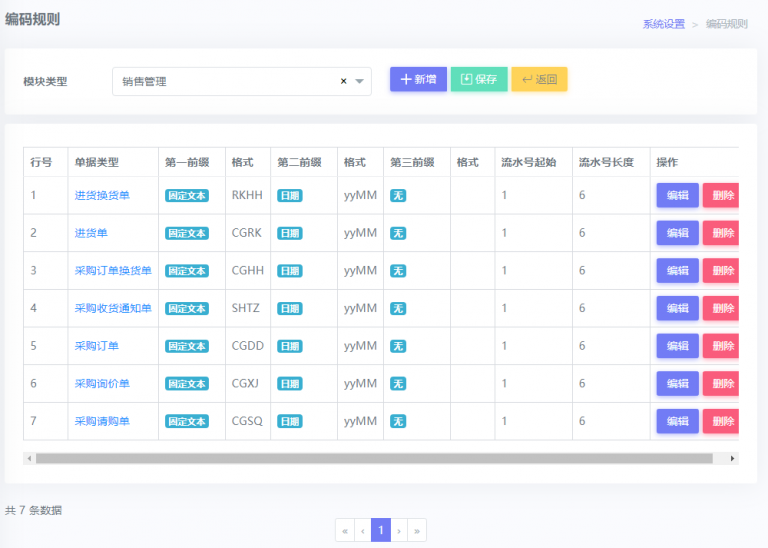 编码规则
系统设置 > 编码规则
模块类型 销售管理 × 新增 保存 返回
行号 单据类型 第一前缀 格式 第二前缀 格式 第三前缀 格式 流水号起始 流水号长度 操作
1 进货换货单 固定文本 RKHH 日期 yyMM 无 1 6 编辑 删除
2 进货单 固定文本 CGRK 日期 yyMM 无 1 6 编辑 删除
3 采购订单换货单 固定文本 CGHH 日期 yyMM 无 1 6 编辑 删除
4 采购收货通知单 固定文本 SHTZ 日期 yyMM 无 1 6 编辑 删除
5 采购订单 固定文本 CGDD 日期 yyMM 无 1 6 编辑 删除
6 采购询价单 固定文本 CGXJ 日期 yyMM 无 1 6 编辑 删除
7 采购请购单 固定文本 CGSQ 日期 yyMM 无 1 6 编辑 删除
共 7 条数据
« ‹ 1 › »